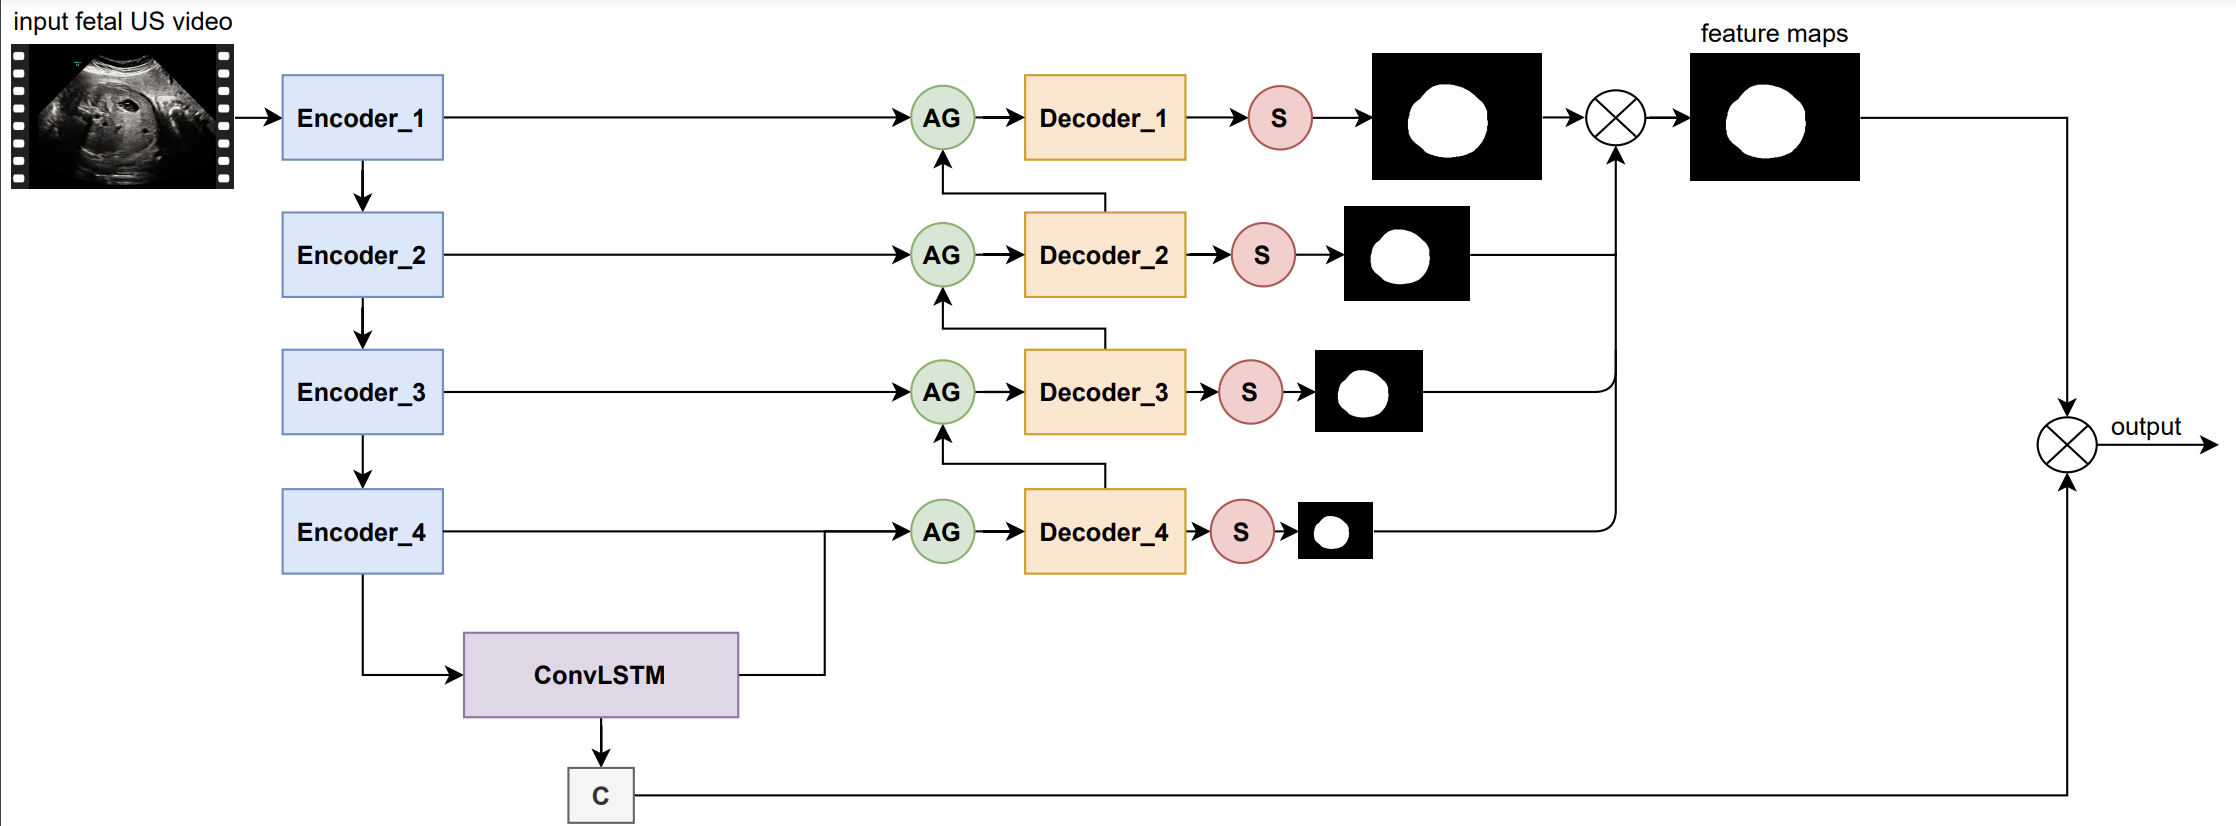 input fetal US video
feature maps
Encoder_1
AG
Decoder_1
S
Encoder_2
AG
Decoder_2
S
Encoder_3
AG
Decoder_3
S
output
Encoder_4
AG
Decoder_4
S
ConvLSTM
C